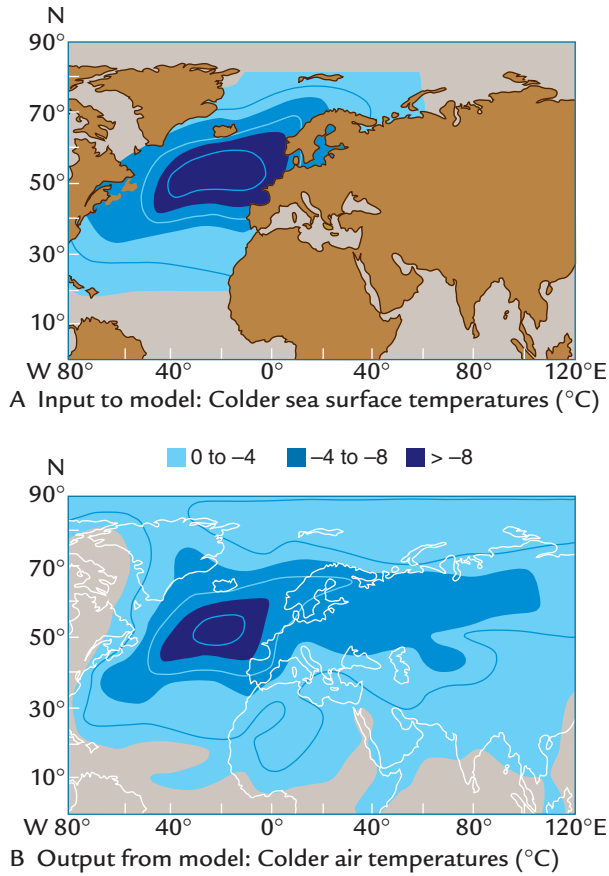 N
90°
70°
50°
30°
10°
W 80° 40° 0° 40° 80° 120°E
A Input to model: Colder sea surface temperatures (°C)
0 to –4 –4 to –8 > –8
N
90°
70°
50°
30°
10°
W 80° 40° 0° 40° 80° 120°E
B Output from model: Colder air temperatures (°C)